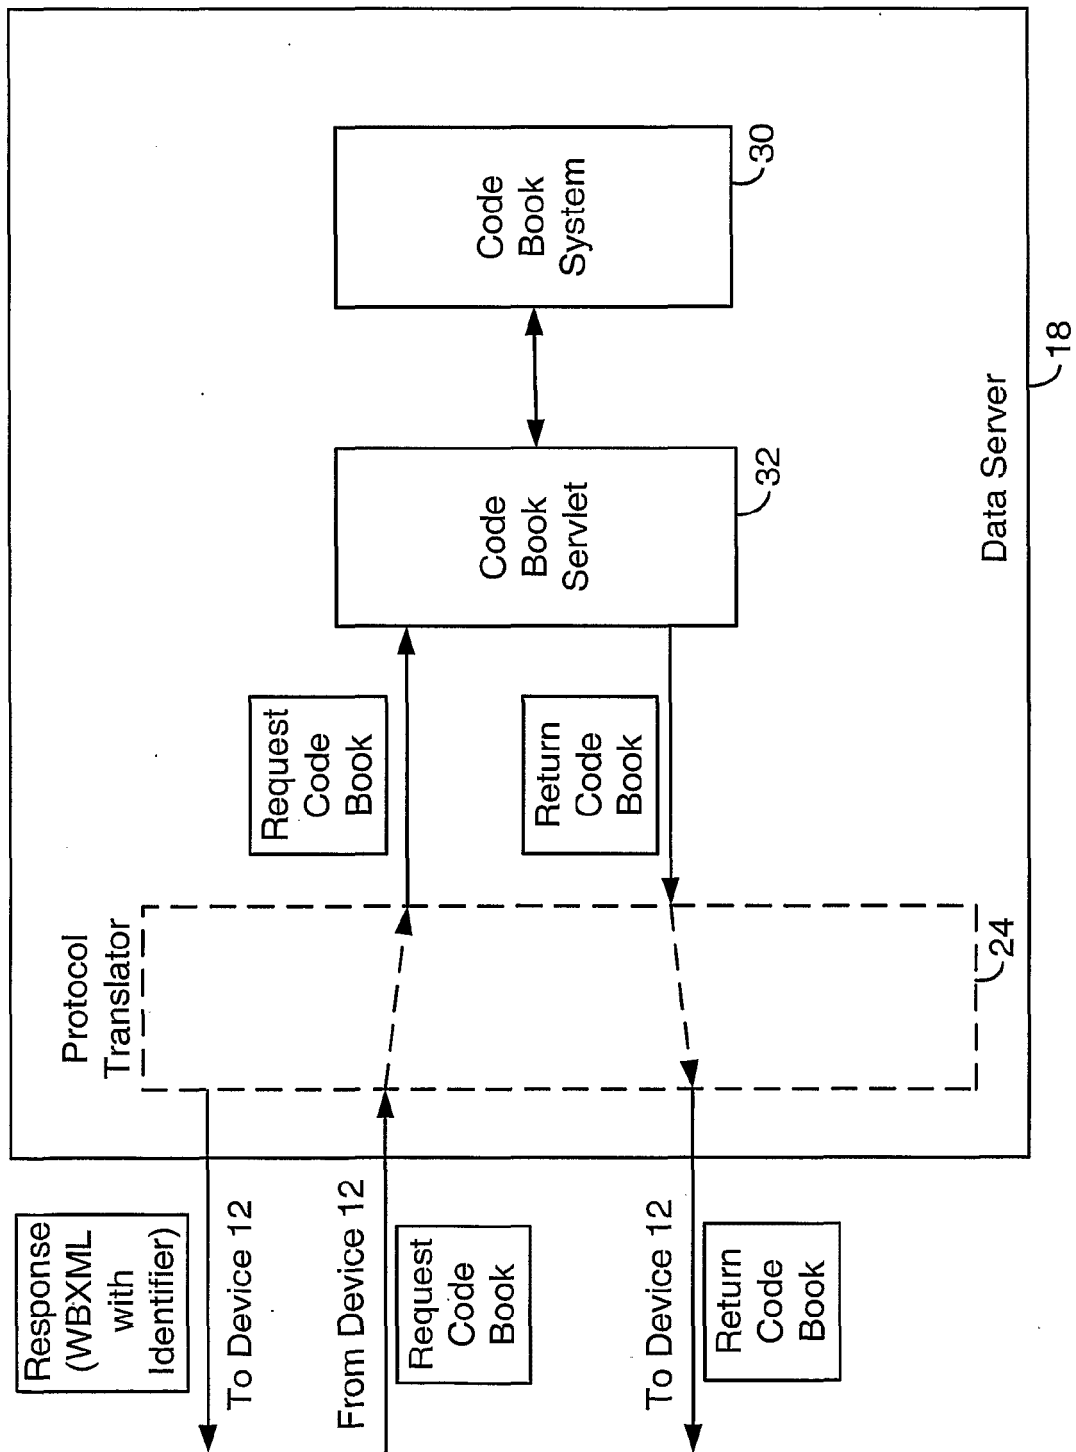 Response
(WBXML
with
Identifier)
To Device 12
From Device 12
Request
Code
Book
To Device 12
Return
Code
Book
Protocol
Translator
24
Request
Code
Book
Return
Code
Book
Code
Book
Servlet
32
Code
Book
System
30
Data Server
18